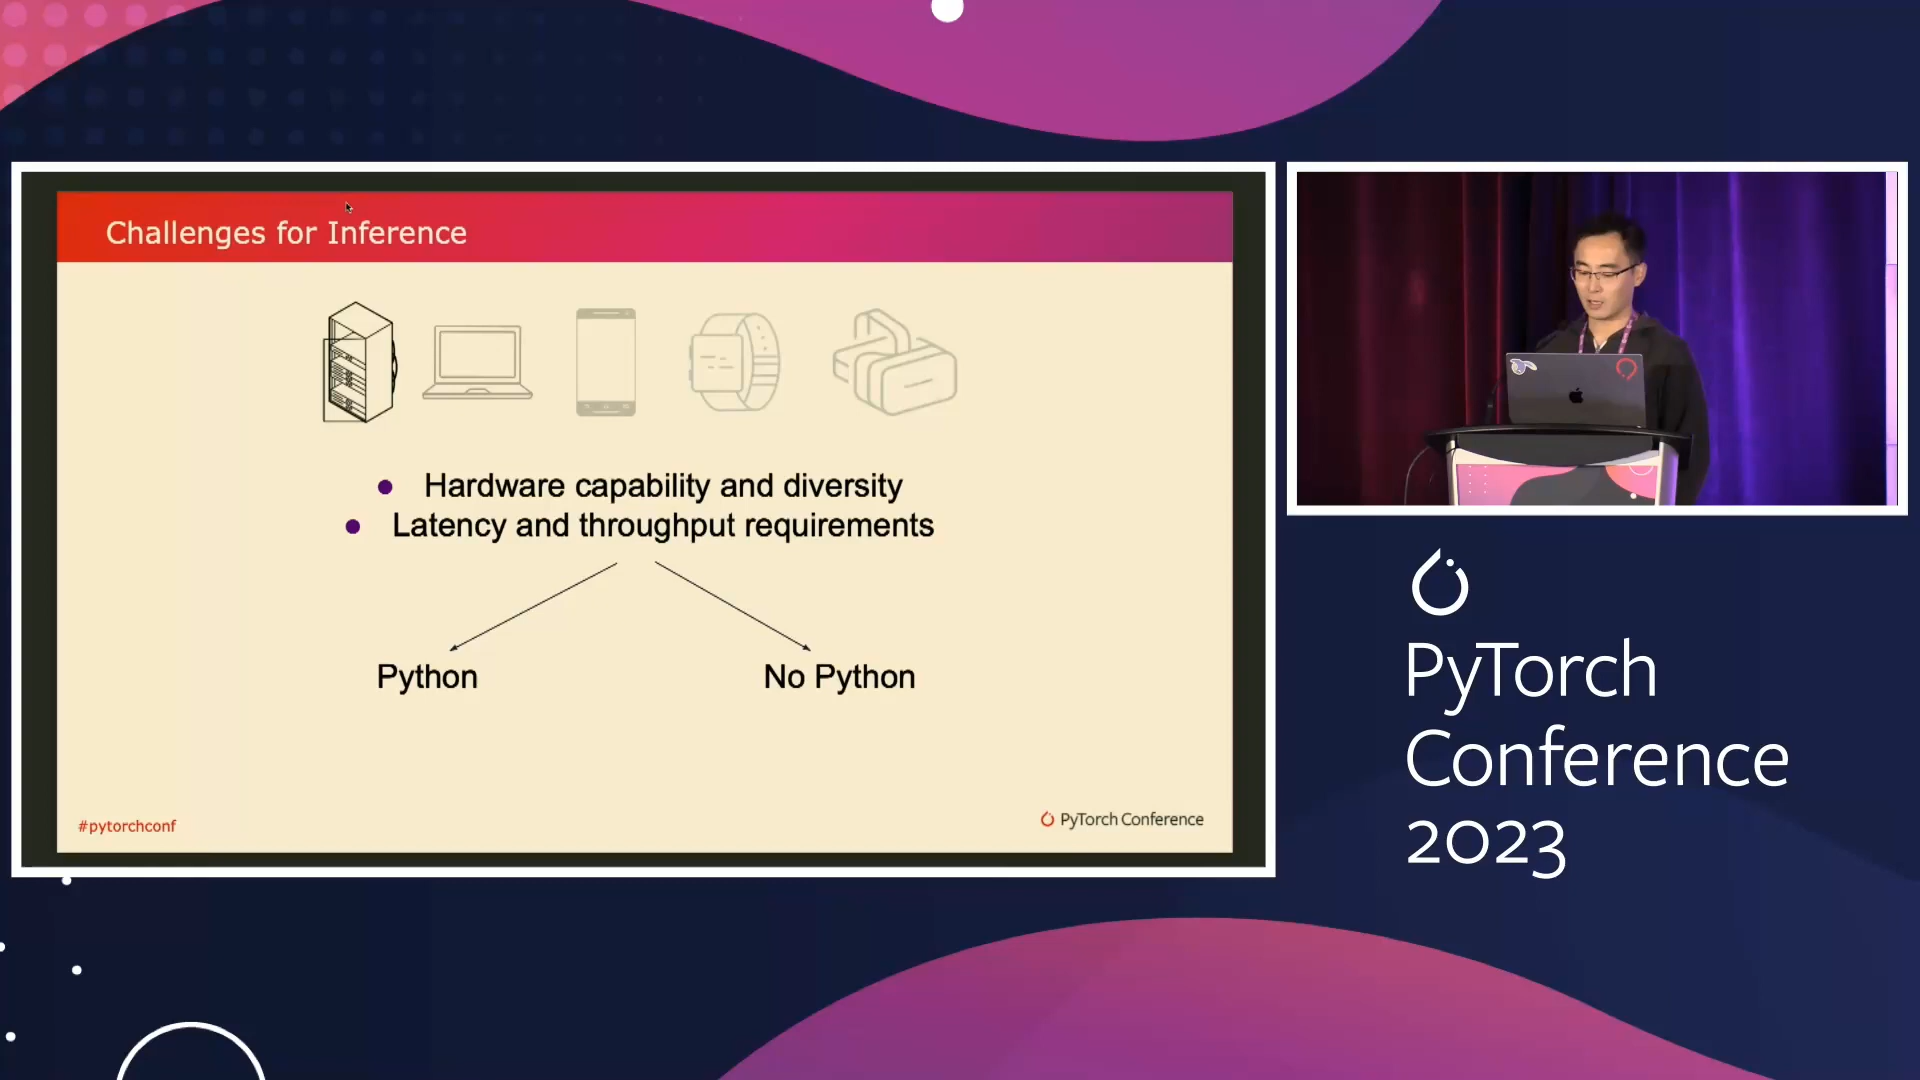 Challenges for Inference
Hardware capability and diversity
Latency and throughput requirements
Python
No Python
#pytorchconf
PyTorch Conference
PyTorch
Conference
2023